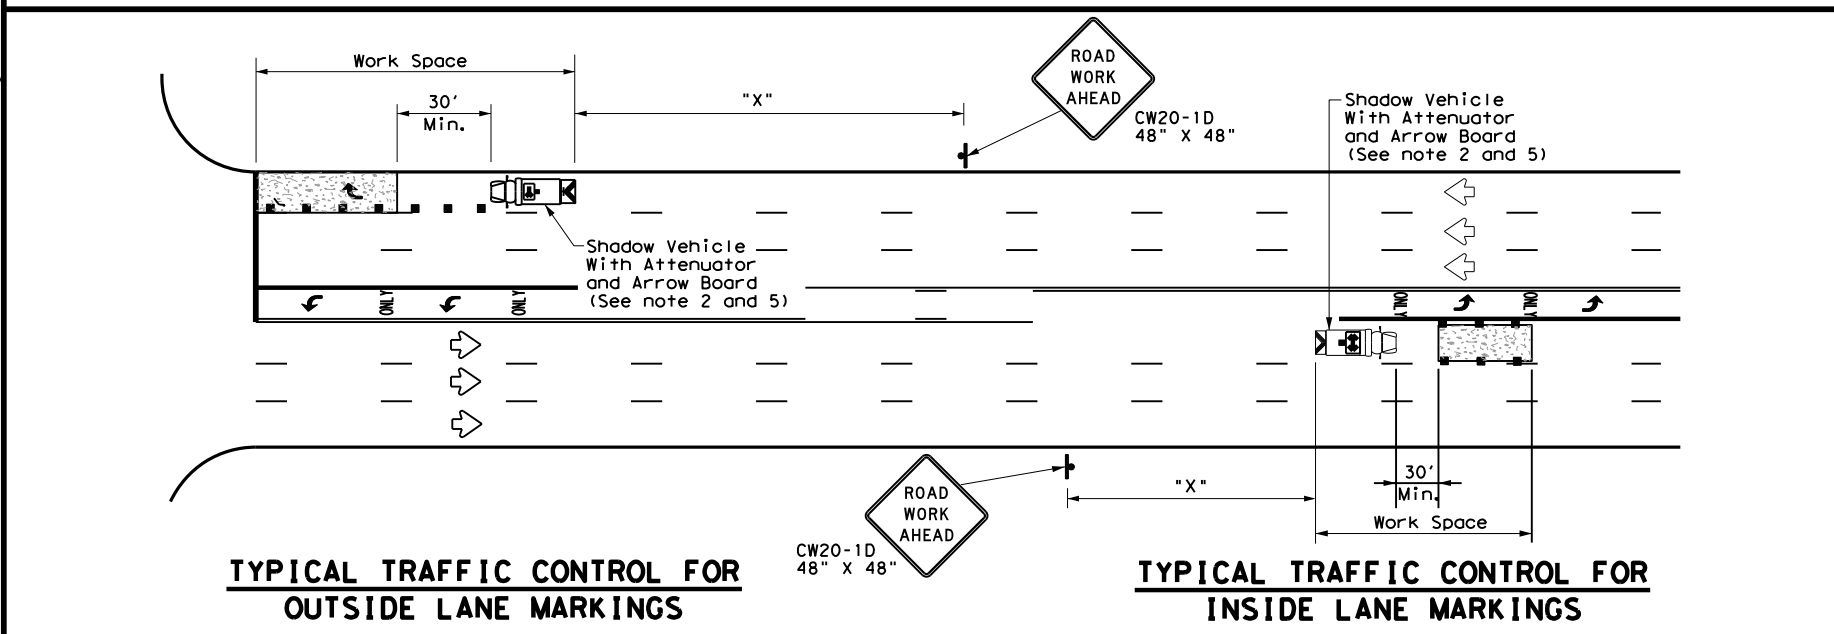 Work Space
30'
Min.
"X"
ROAD
WORK
AHEAD
CW20-1D
48" X 48"
Shadow Vehicle
With Attenuator
and Arrow Board
(See note 2 and 5)
Shadow Vehicle
With Attenuator
and Arrow Board
(See note 2 and 5)
ONLY
ONLY
ONLY
ONLY
ROAD
WORK
AHEAD
CW20-1D
48" X 48"
"X"
30'
Min.
Work Space
TYPICAL TRAFFIC CONTROL FOR
OUTSIDE LANE MARKINGS
TYPICAL TRAFFIC CONTROL FOR
INSIDE LANE MARKINGS